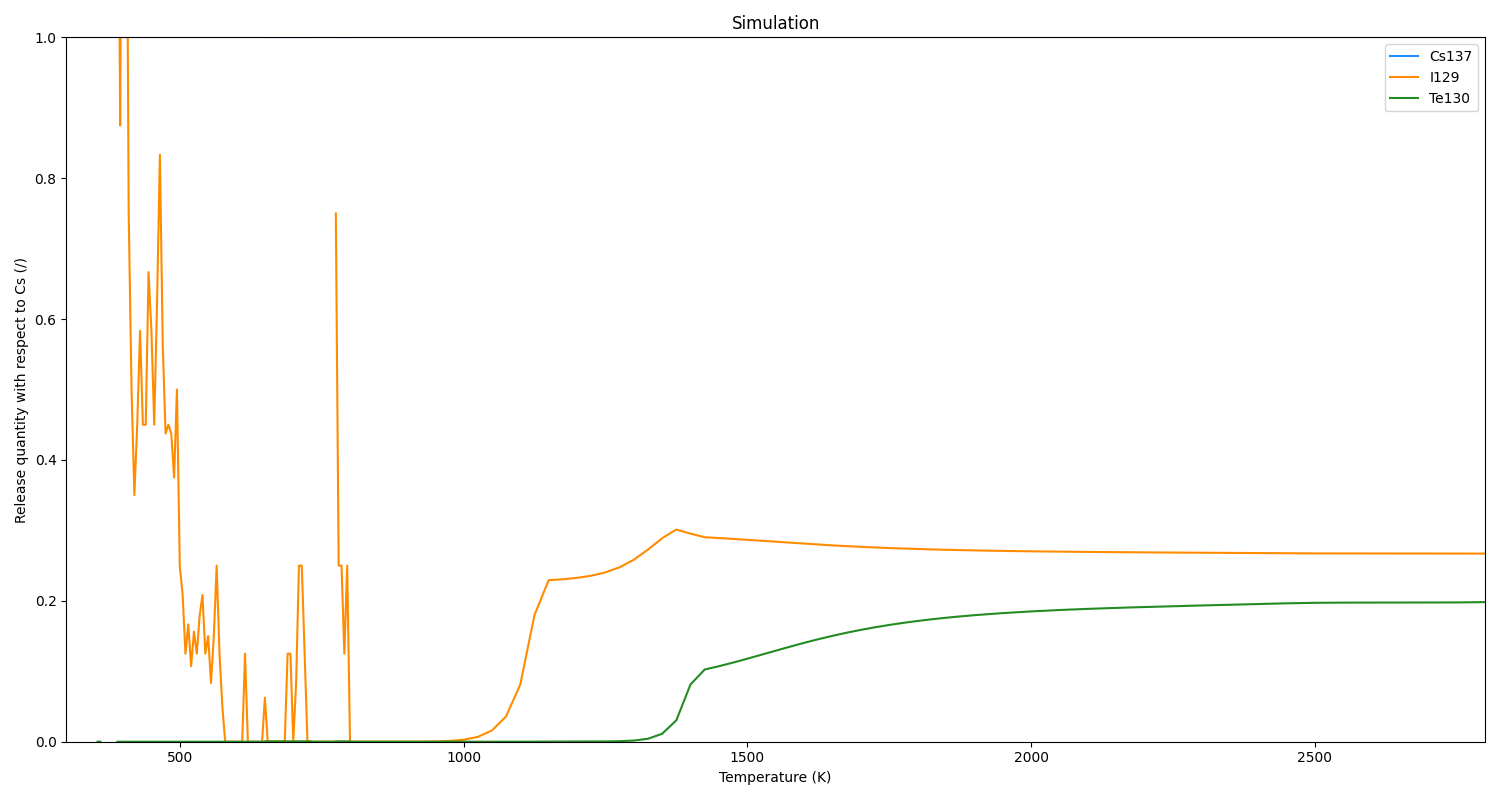 Simulation
Cs137
I129
Te130
1.0
0.8
0.6
0.4
0.2
0.0
Release quantity with respect to Cs (/)
500
1000
1500
2000
2500
Temperature (K)